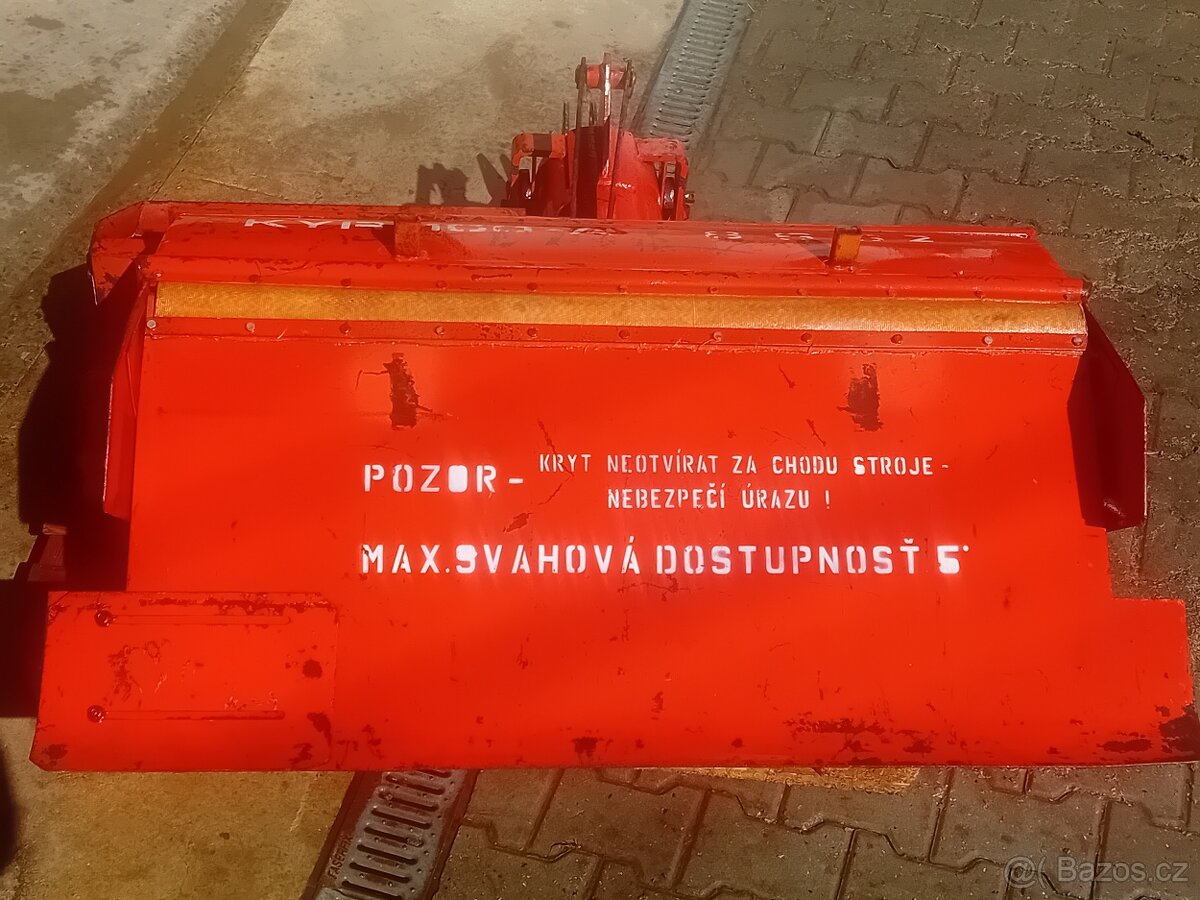 POZOR - KRYT NEOTVÍRAT ZA CHODU STROJE -
NEBEZPEČÍ ÚRAZU !
MAX. SVAHOVÁ DOSTUPNOSŤ 5°
Bazos.cz